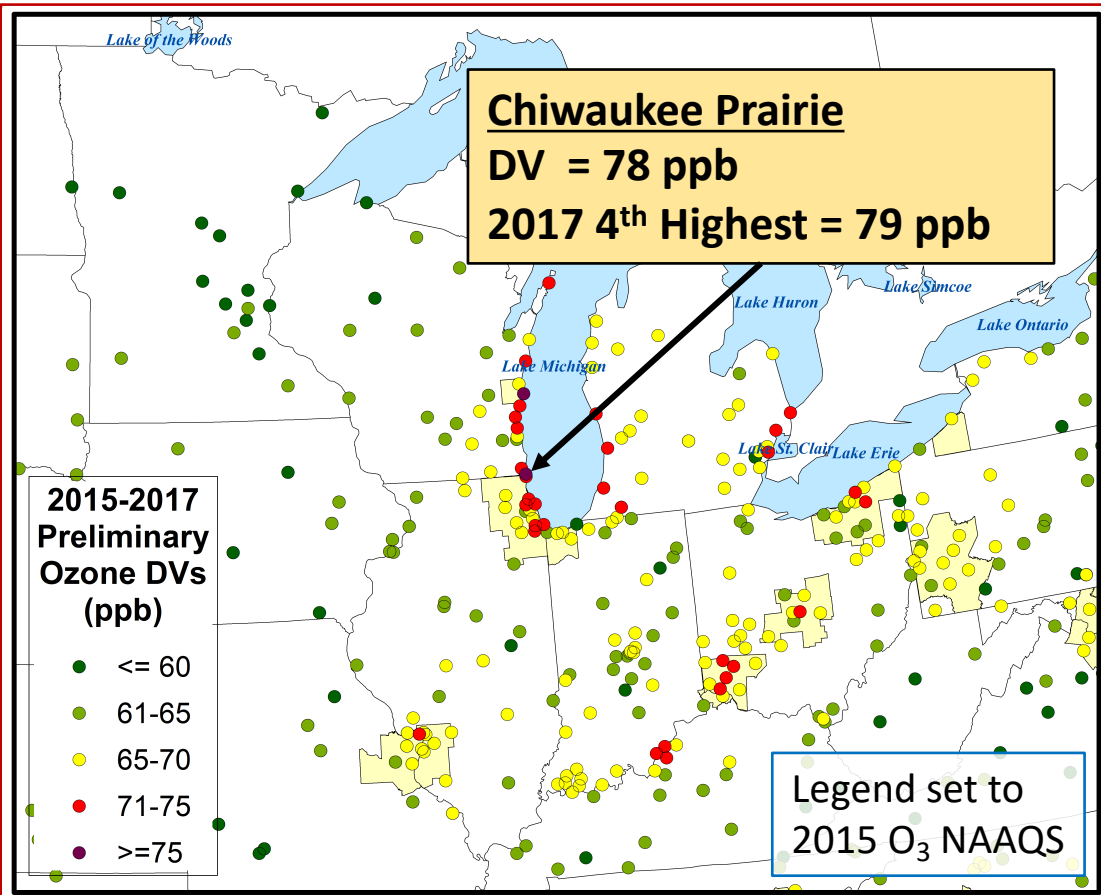 Lake of the Woods
Chiwaukee Prairie
DV = 78 ppb
2017 4th Highest = 79 ppb
Lake Huron
Lake Simcoe
Lake Ontario
Lake Michigan
Lake St. Clair
Lake Erie
2015-2017
Preliminary
Ozone DVs
(ppb)
<= 60
61-65
65-70
71-75
>=75
Legend set to
2015 O₃ NAAQS